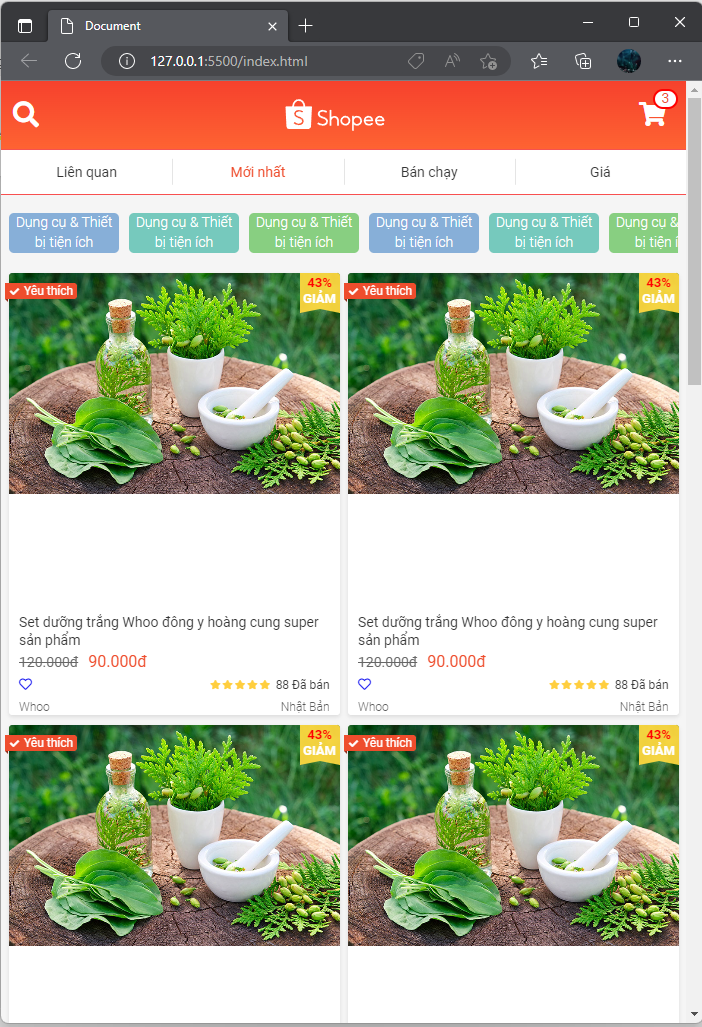 Document
127.0.0.1:5500/index.html
3
Shopee
Liên quan
Mới nhất
Bán chạy
Giá
Dụng cụ & Thiết
bị tiện ích
Dụng cụ & Thiết
bị tiện ích
Dụng cụ & Thiết
bị tiện ích
Dụng cụ & Thiết
bị tiện ích
Dụng cụ & Thiết
bị tiện ích
Dụng cụ &
bị tiện í
Yêu thích
43%
GIẢM
Yêu thích
43%
GIẢM
Set dưỡng trắng Whoo đông y hoàng cung super
sản phẩm
120.000đ 90.000đ
88 Đã bán
Whoo Nhật Bản
Set dưỡng trắng Whoo đông y hoàng cung super
sản phẩm
120.000đ 90.000đ
88 Đã bán
Whoo Nhật Bản
Yêu thích
43%
GIẢM
Yêu thích
43%
GIẢM